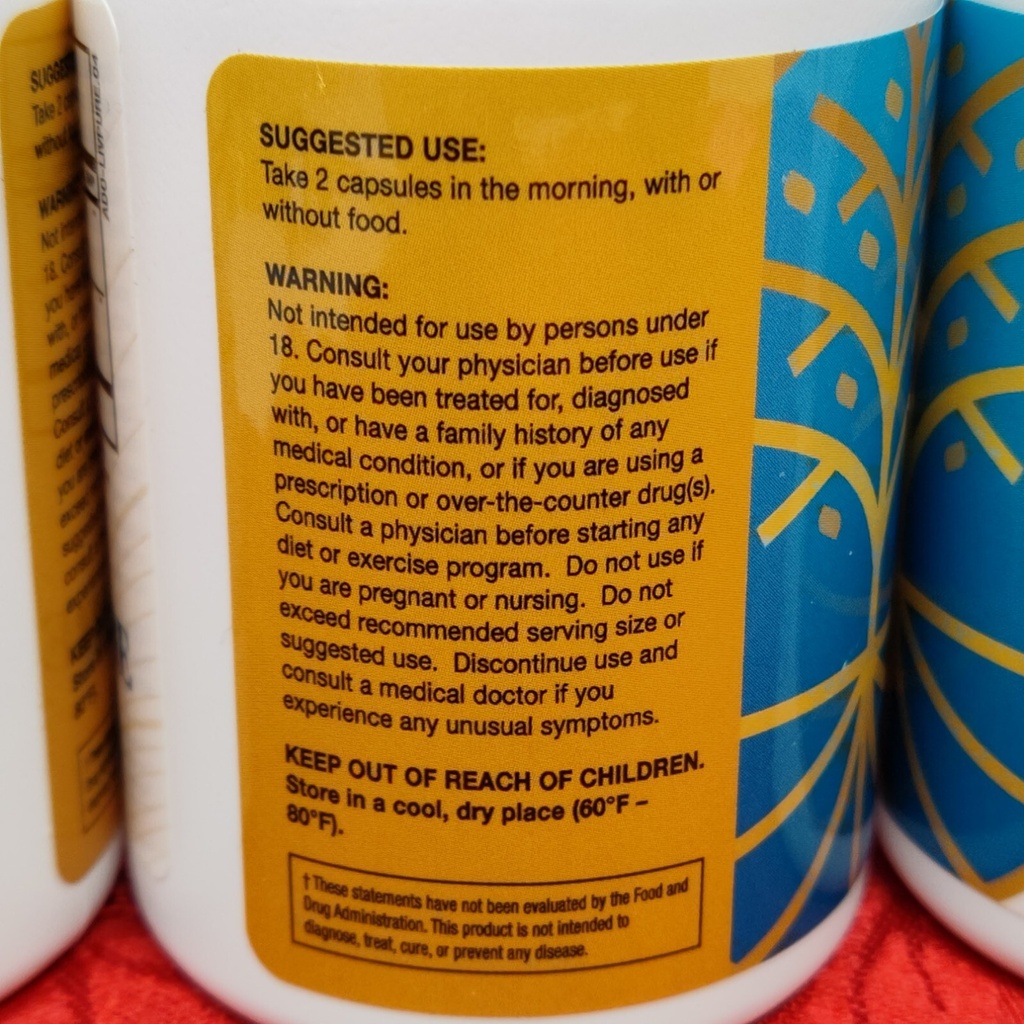 SUGGESTED USE:
Take 2 capsules in the morning, with or
without food.
WARNING:
Not intended for use by persons under
18. Consult your physician before use if
you have been treated for, diagnosed
with, or have a family history of any
medical condition, or if you are using a
prescription or over-the-counter drug(s).
Consult a physician before starting any
diet or exercise program.  Do not use if
you are pregnant or nursing.  Do not
exceed recommended serving size or
suggested use.  Discontinue use and
consult a medical doctor if you
experience any unusual symptoms.
KEEP OUT OF REACH OF CHILDREN.
Store in a cool, dry place (60°F –
80°F).
† These statements have not been evaluated by the Food and
Drug Administration. This product is not intended to
diagnose, treat, cure, or prevent any disease.